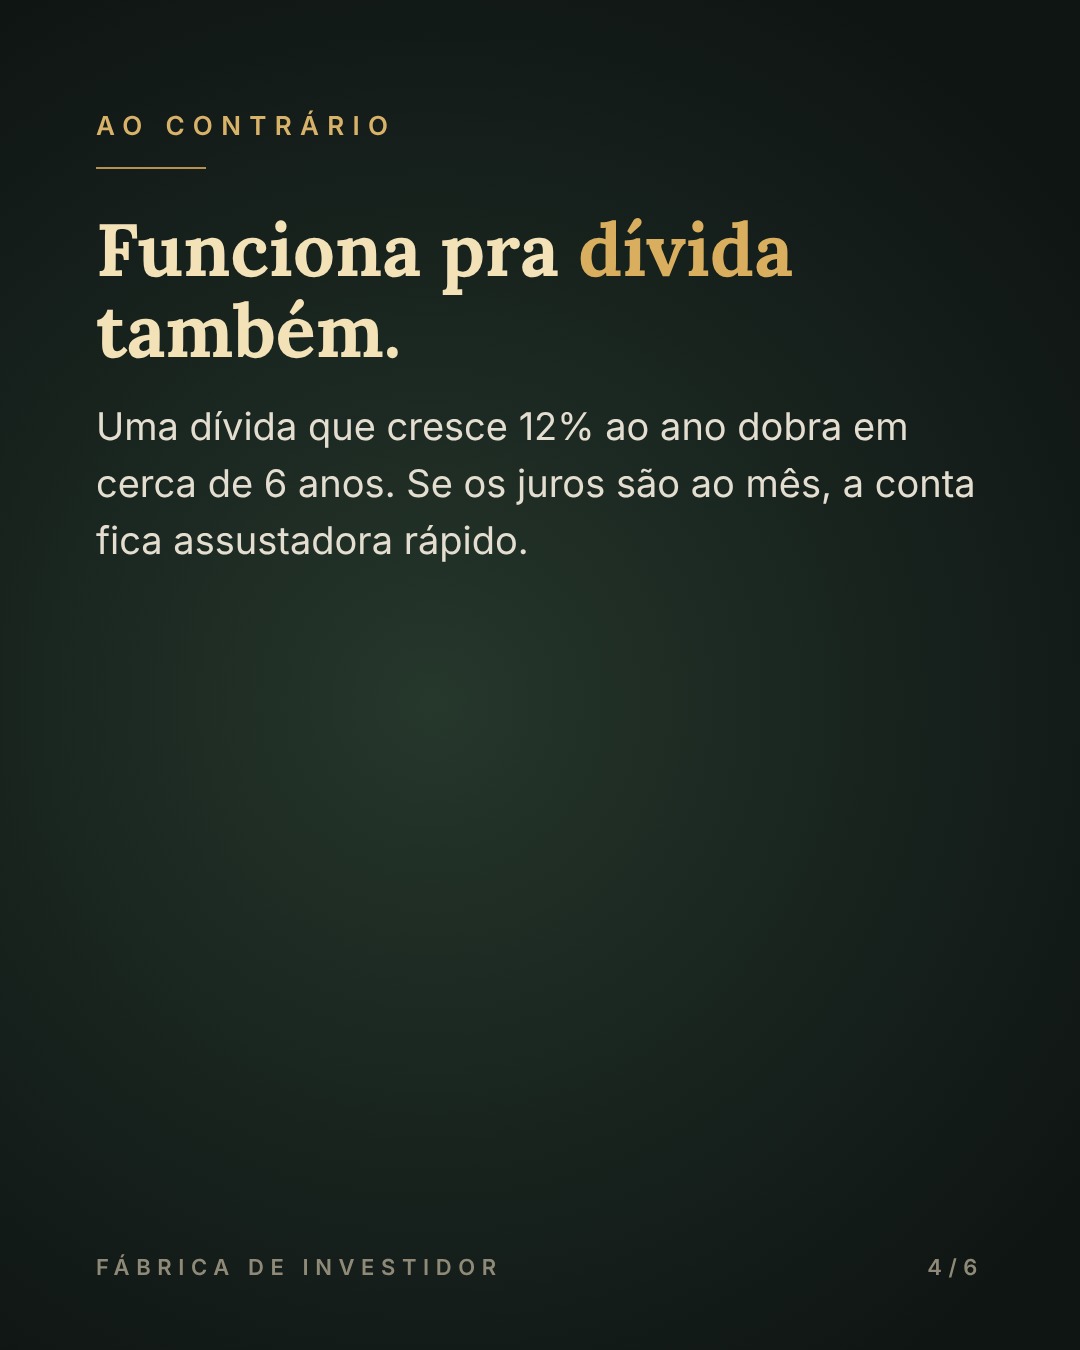 AO CONTRÁRIO
Funciona pra dívida
também.
Uma dívida que cresce 12% ao ano dobra em
cerca de 6 anos. Se os juros são ao mês, a conta
fica assustadora rápido.
FÁBRICA DE INVESTIDOR
4/6